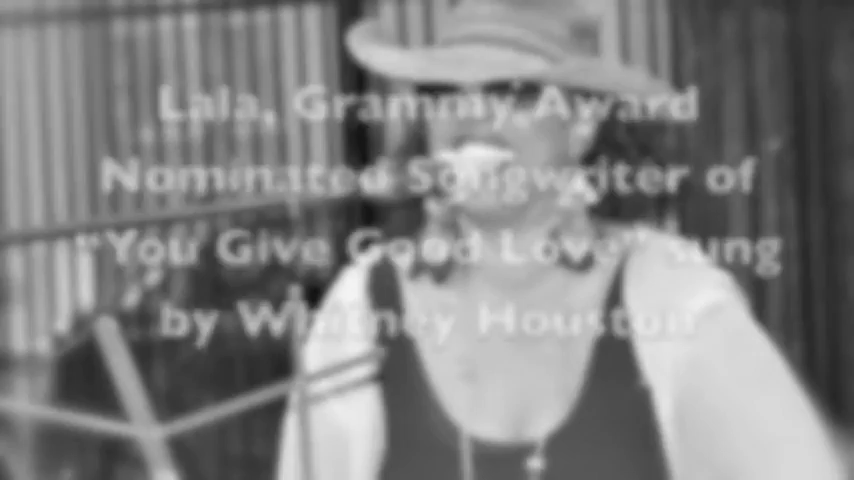 Lala, Grammy Award
Nominated Songwriter of
"You Give Good Love" sung
by Whitney Houston